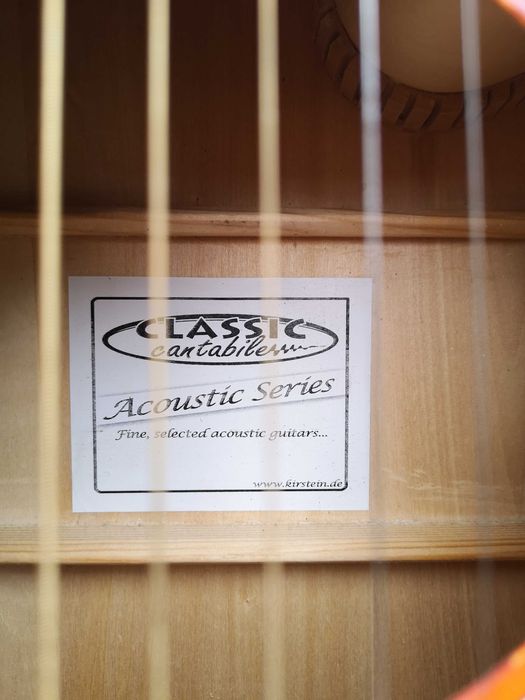 CLASSIC
cantabile
Acoustic Series
Fine, selected acoustic guitars...
www.kirstein.de